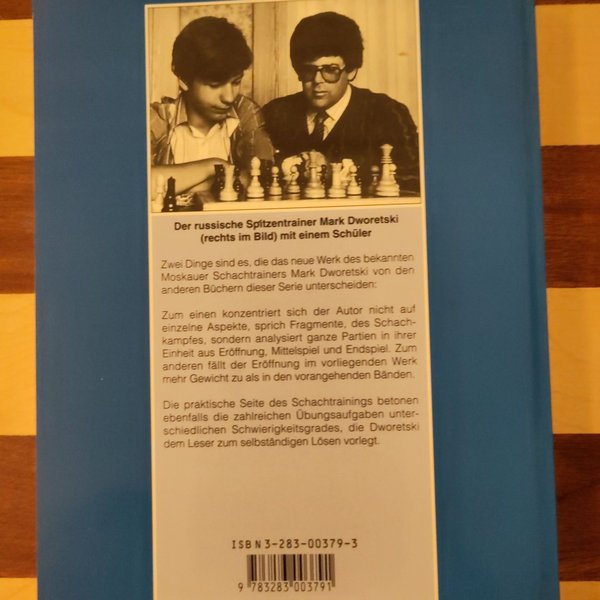 Der russische Spitzentrainer Mark Dworetski
(rechts im Bild) mit einem Schüler
Zwei Dinge sind es, die das neue Werk des bekannten
Moskauer Schachtrainers Mark Dworetski von den
anderen Büchern dieser Serie unterscheiden:
Zum einen konzentriert sich der Autor nicht auf
einzelne Aspekte, sprich Fragmente, des Schach-
kampfes, sondern analysiert ganze Partien in ihrer
Einheit aus Eröffnung, Mittelspiel und Endspiel. Zum
anderen fällt der Eröffnung im vorliegenden Werk
mehr Gewicht zu als in den vorangehenden Bänden.
Die praktische Seite des Schachtrainings betonen
ebenfalls die zahlreichen Übungsaufgaben unter-
schiedlichen Schwierigkeitsgrades, die Dworetski
dem Leser zum selbständigen Lösen vorlegt.
ISBN 3-283-00379-3
9 783283 003791